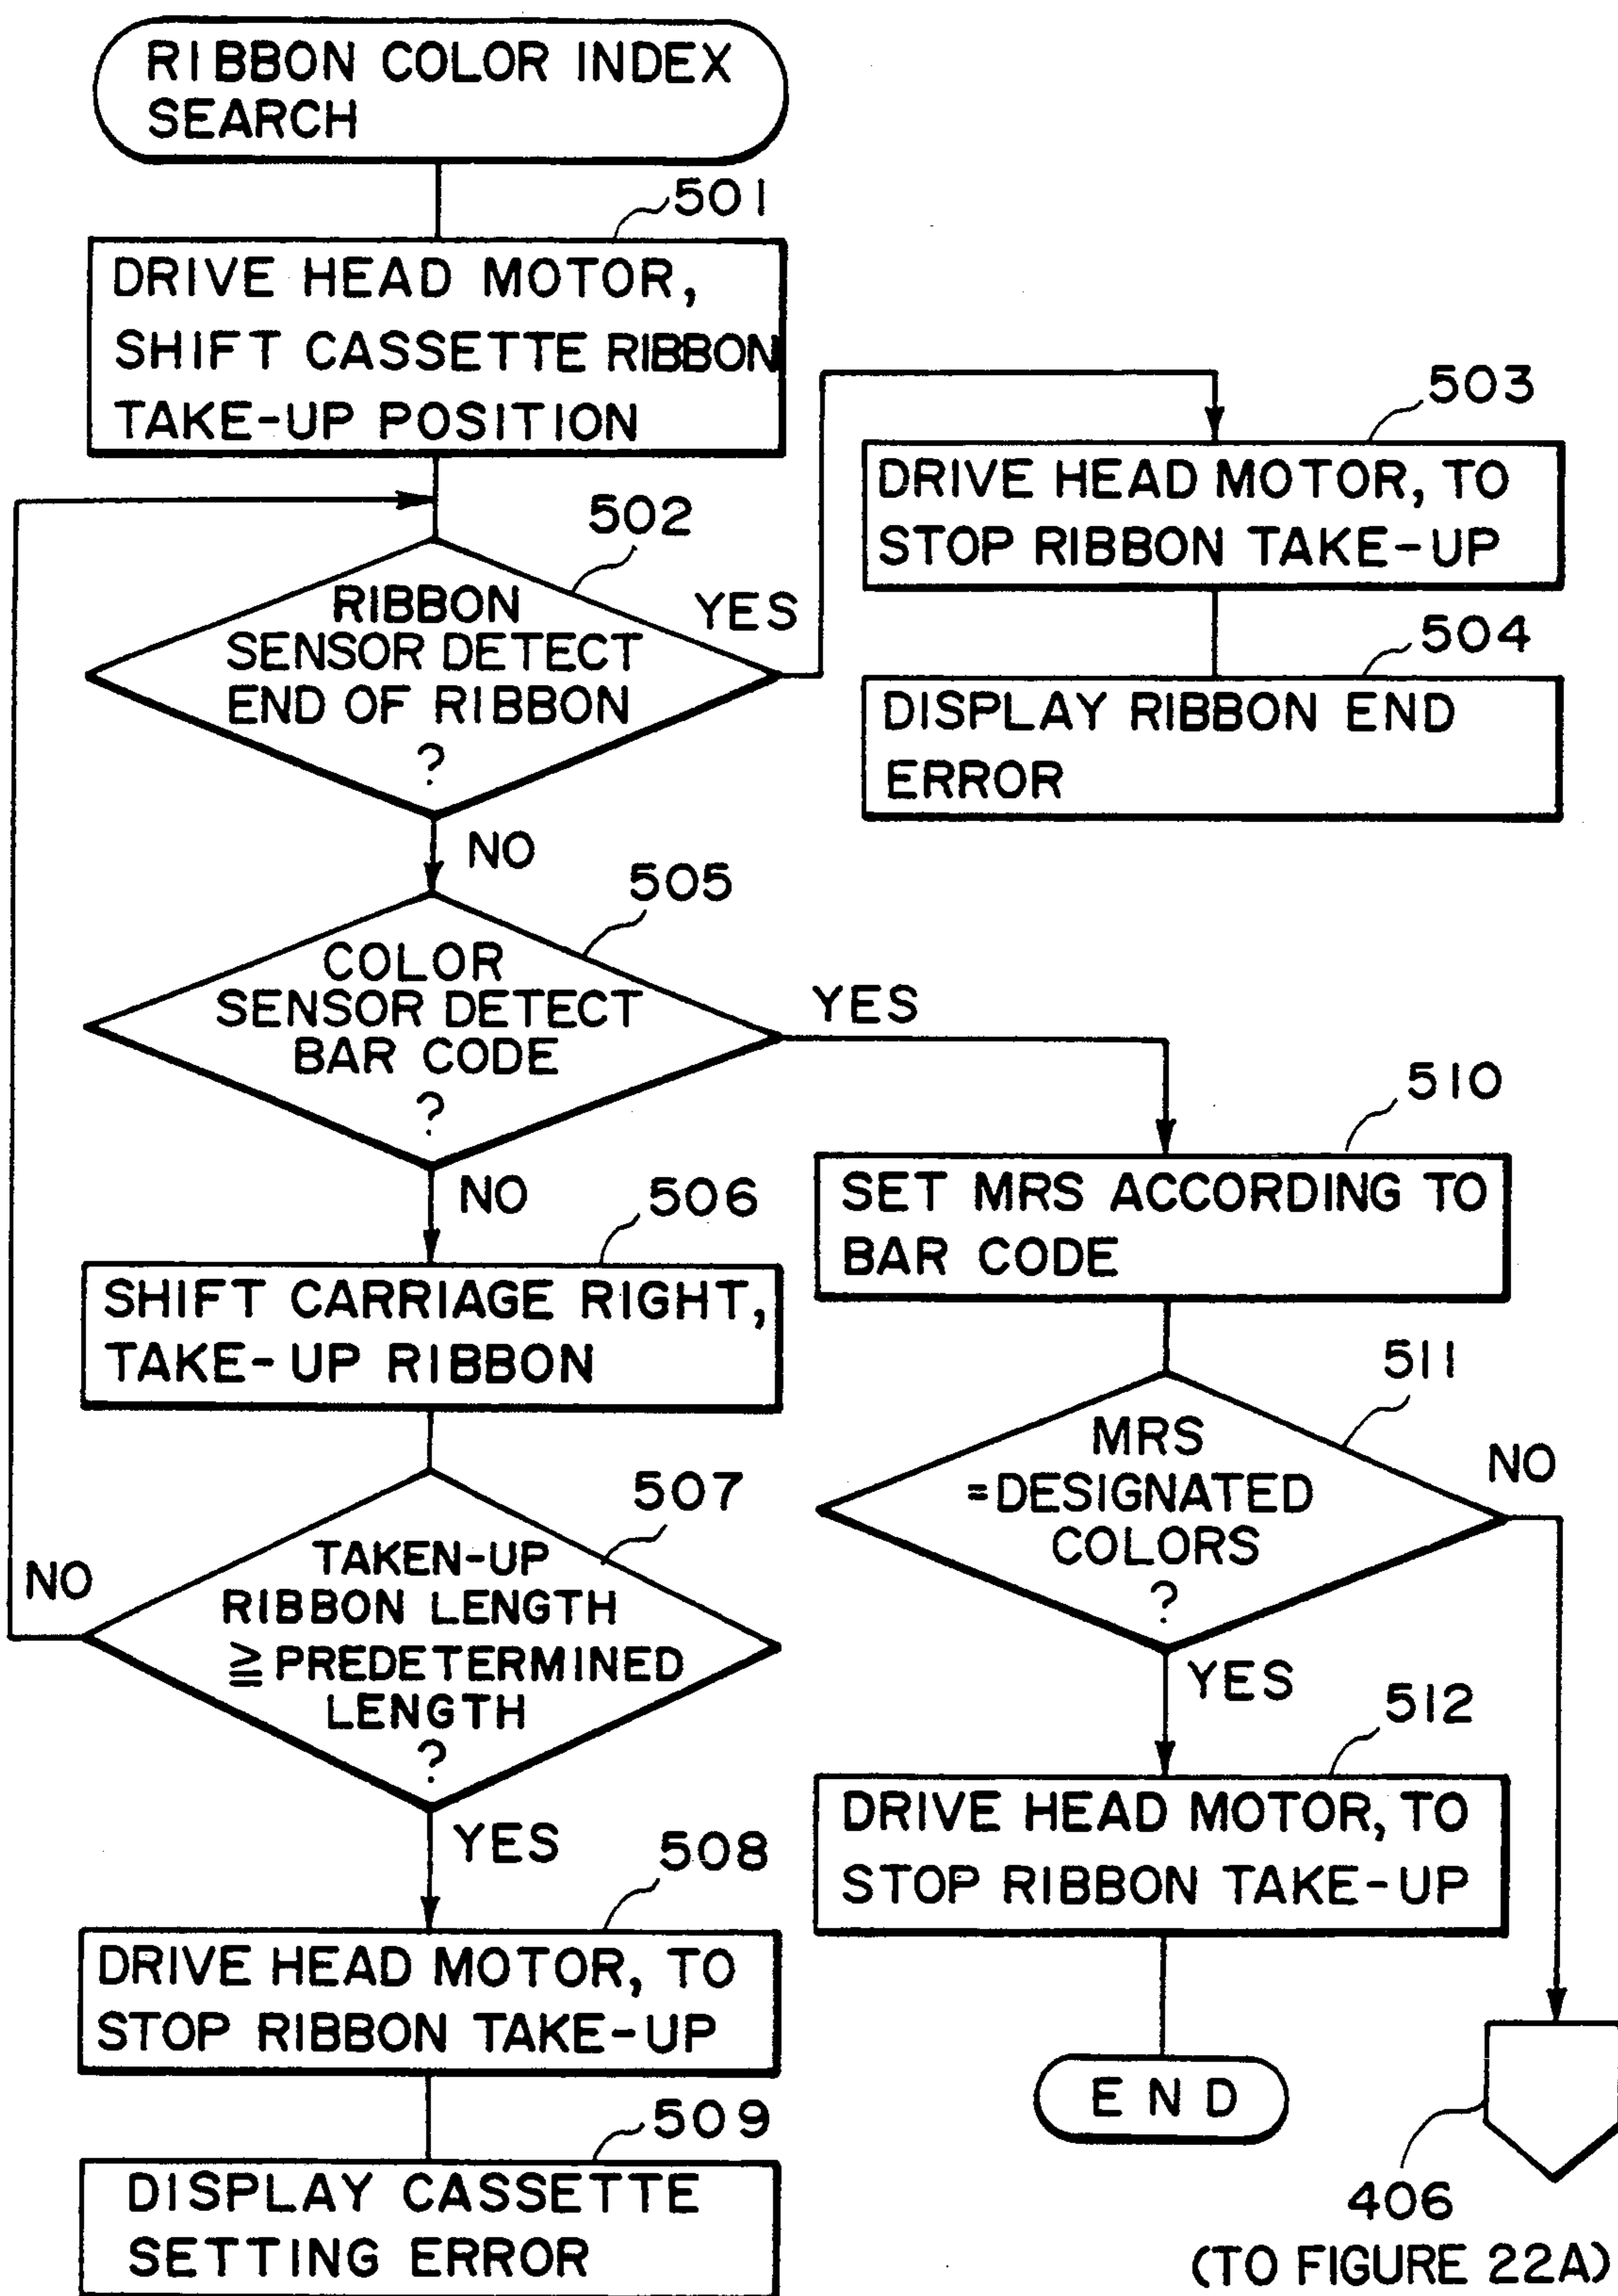 RIBBON COLOR INDEX
SEARCH
501
DRIVE HEAD MOTOR,
SHIFT CASSETTE RIBBON
TAKE-UP POSITION
502
RIBBON
SENSOR DETECT
END OF RIBBON
?
YES
NO
503
DRIVE HEAD MOTOR, TO
STOP RIBBON TAKE-UP
504
DISPLAY RIBBON END
ERROR
505
COLOR
SENSOR DETECT
BAR CODE
?
YES
NO
506
SHIFT CARRIAGE RIGHT,
TAKE-UP RIBBON
507
TAKEN-UP
RIBBON LENGTH
≧PREDETERMINED
LENGTH
?
NO
YES
508
DRIVE HEAD MOTOR, TO
STOP RIBBON TAKE-UP
509
DISPLAY CASSETTE
SETTING ERROR
510
SET MRS ACCORDING TO
BAR CODE
511
MRS
=DESIGNATED
COLORS
?
NO
YES
512
DRIVE HEAD MOTOR, TO
STOP RIBBON TAKE-UP
END
406
(TO FIGURE 22A)